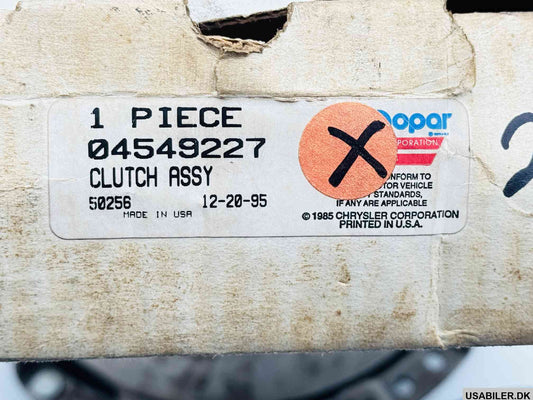 1 PIECE
04549227
CLUTCH ASSY
50256 12-20-95
MADE IN USA
X
opar
ORPORATION
NFORM TO
TOR VEHICLE
STANDARDS,
IF ANY ARE APPLICABLE
© 1985 CHRYSLER CORPORATION
PRINTED IN U.S.A.
USABILER.DK